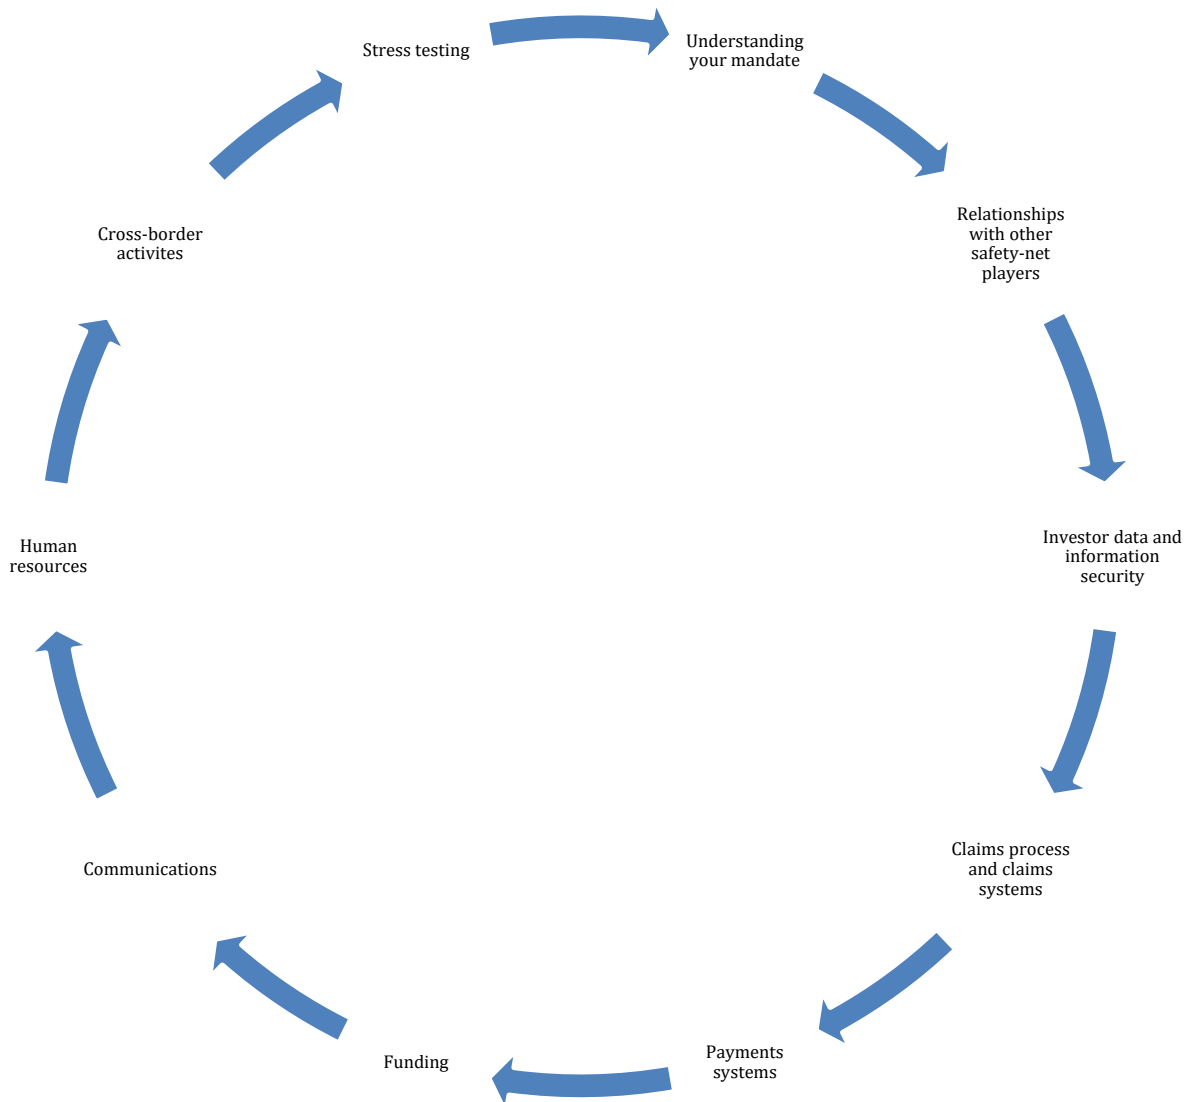 Stress testing
Understanding
your mandate
Relationships
with other
safety-net
players
Investor data and
information
security
Claims process
and claims
systems
Payments
systems
Funding
Communications
Human
resources
Cross-border
activites